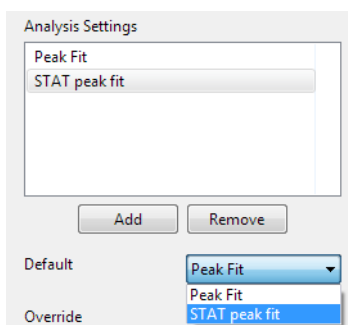 Analysis Settings
Peak Fit
STAT peak fit
Add Remove
Default Peak Fit
Peak Fit
Override STAT peak fit